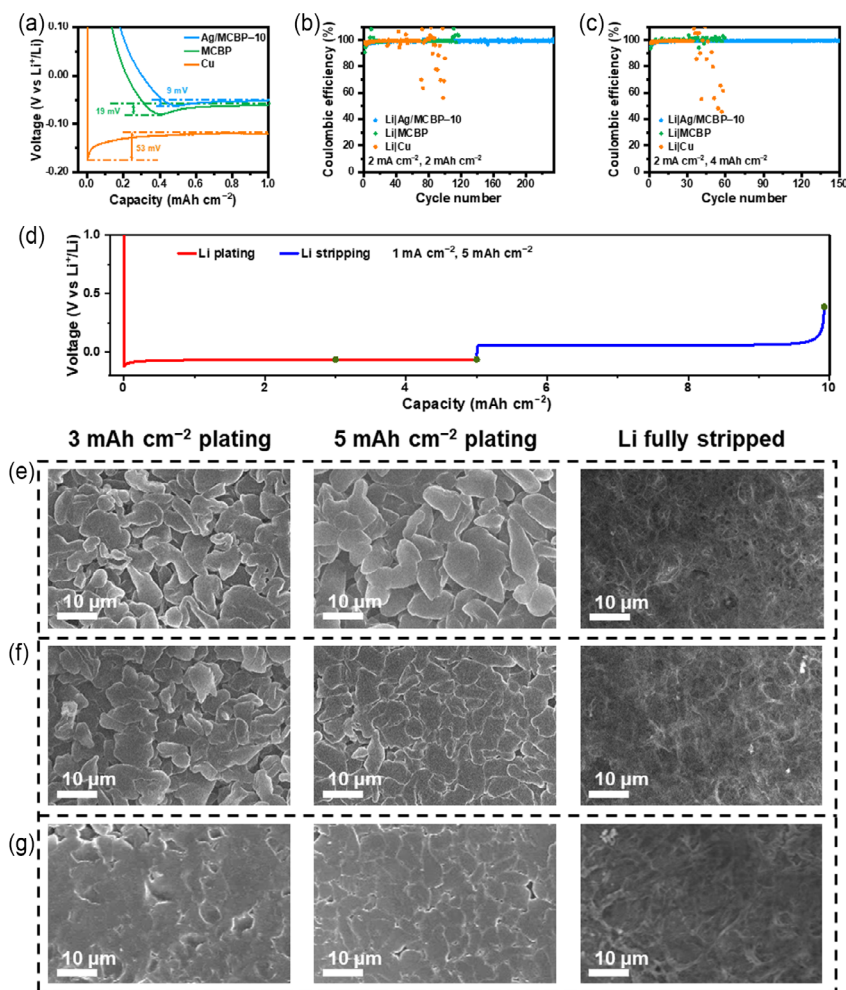 (a)
0.10
0.05
0.00
-0.05
-0.10
-0.20
Voltage (V vs Li⁺/Li)
Ag/MCBP–10
MCBP
Cu
9 mV
19 mV
53 mV
0.0 0.2 0.4 0.6 0.8 1.0
Capacity (mAh cm⁻²)
(b)
Coulombic efficiency (%)
100
80
60
40
20
0
Li|Ag/MCBP–10
Li|MCBP
Li|Cu
2 mA cm⁻², 2 mAh cm⁻²
0 40 80 120 160 200
Cycle number
(c)
Coulombic efficiency (%)
100
80
60
40
20
0
Li|Ag/MCBP–10
Li|MCBP
Li|Cu
2 mA cm⁻², 4 mAh cm⁻²
0 30 60 90 120 150
Cycle number
(d)
Voltage (V vs Li⁺/Li)
1.0
0.5
0.0
Li plating Li stripping 1 mA cm⁻², 5 mAh cm⁻²
0 2 4 6 8 10
Capacity (mAh cm⁻²)
3 mAh cm⁻² plating 5 mAh cm⁻² plating Li fully stripped
(e)
10 µm 10 µm 10 µm
(f)
10 µm 10 µm 10 µm
(g)
10 µm 10 µm 10 µm